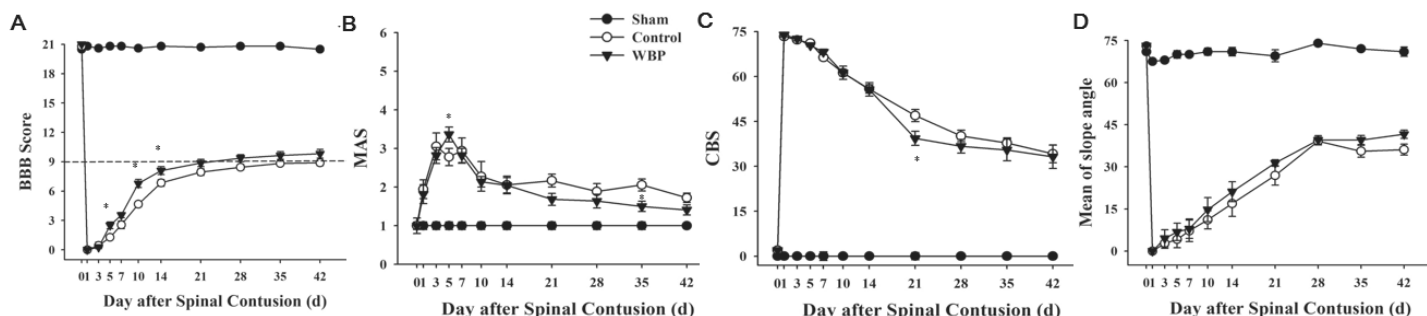 A
BBB Score
21
18
15
12
9
6
3
0
*
*
*
01 3 5 7 10 14 21 28 35 42
Day after Spinal Contusion (d)
B
MAS
6
5
4
3
2
1
0
*
*
01 3 5 7 10 14 21 28 35 42
Day after Spinal Contusion (d)
Sham
Control
WBP
C
CBS
75
60
45
30
15
0
*
01 3 5 7 10 14 21 28 35 42
Day after Spinal Contusion (d)
D
Mean of slope angle
75
60
45
30
15
0
01 3 5 7 10 14 21 28 35 42
Day after Spinal Contusion (d)